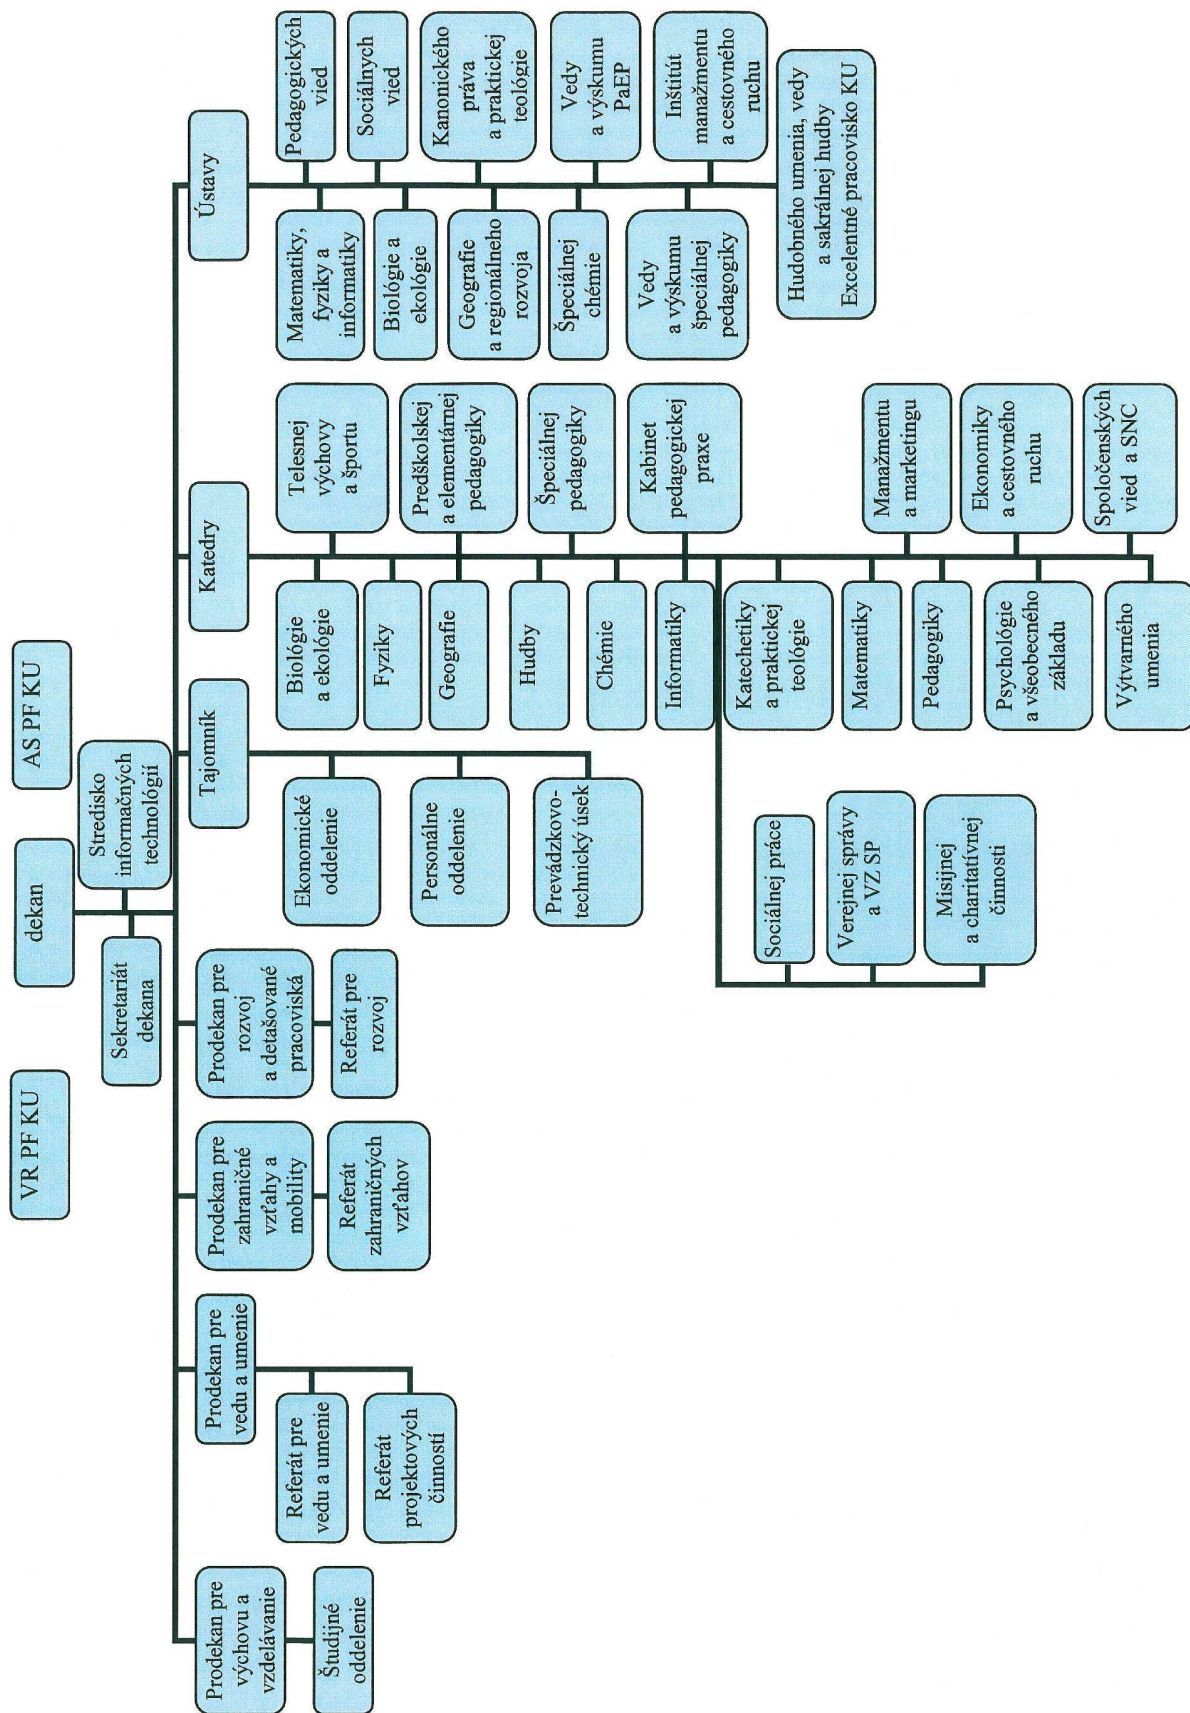 VR PF KU
dekan
AS PF KU
Sekretariát
dekana
Stredisko
informačných
technológií
Prodekan pre
výchovu a
vzdelávanie
Študijné
oddelenie
Prodekan pre
vedu a umenie
Referát pre
vedu a umenie
Referát
projektových
činností
Prodekan pre
zahraničné
vzťahy a
mobility
Referát
zahraničných
vzťahov
Prodekan pre
rozvoj
a detašované
pracoviská
Referát pre
rozvoj
Tajomník
Ekonomické
oddelenie
Personálne
oddelenie
Prevádzkovo-
technický úsek
Katedry
Biológie
a ekológie
Telesnej
výchovy
a športu
Fyziky
Geografie
Predškolskej
a elementárnej
pedagogiky
Hudby
Špeciálnej
pedagogiky
Chémie
Informatiky
Kabinet
pedagogickej
praxe
Sociálnej práce
Verejnej správy
a VZ SP
Misijnej
a charitatívnej
činnosti
Katechetiky
a praktickej
teológie
Matematiky
Manažmentu
a marketingu
Pedagogiky
Psychológie
a všeobecného
základu
Ekonomiky
a cestovného
ruchu
Výtvarného
umenia
Spoločenských
vied a SNC
Ústavy
Matematiky,
fyziky a
informatiky
Pedagogických
vied
Biológie a
ekológie
Sociálnych
vied
Geografie
a regionálneho
rozvoja
Kanonického
práva
a praktickej
teológie
Špeciálnej
chémie
Vedy
a výskumu
PaEP
Vedy
a výskumu
špeciálnej
pedagogiky
Inštitút
manažmentu
a cestovného
ruchu
Hudobného umenia, vedy
a sakrálnej hudby
Excelentné pracovisko KU